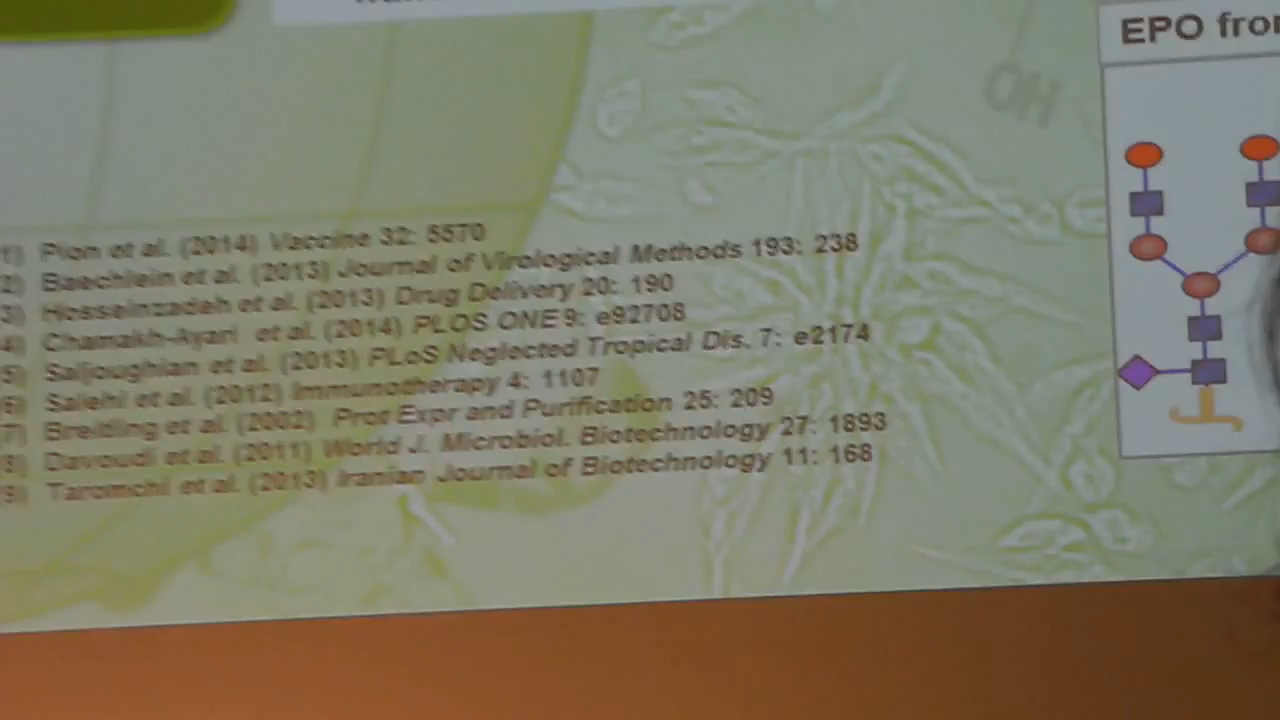 EPO
OH
1) Pion et al. (2014) Vaccine 32: 5570
2) Baechlein et al. (2013) Journal of Virological Methods 193: 238
3) Hosseinzadeh et al. (2013) Drug Delivery 20: 190
4) Chamakh-Ayari et al. (2014) PLOS ONE 9: e92708
5) Saljoughian et al. (2013) PLoS Neglected Tropical Dis. 7: e2174
6) Salehi et al. (2012) Immunotherapy 4: 1107
7) Breitling et al. (2002) Prot Expr and Purification 25: 209
8) Davoudi et al. (2011) World J. Microbiol. Biotechnology 27: 1893
9) Taromchi et al. (2013) Iranian Journal of Biotechnology 11: 168